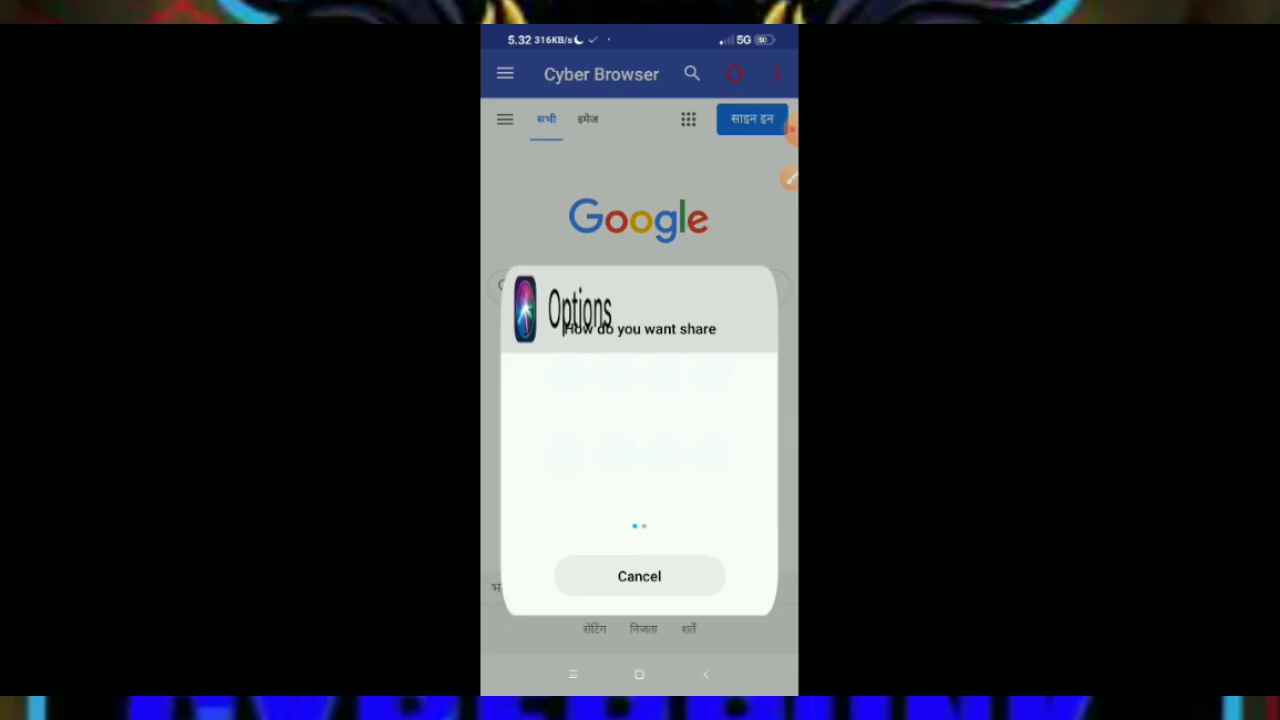 5.32 316KB/s 5G 50
Cyber Browser
सभी इमेज साइन इन
Google
Options
How do you want share
Cancel
सेटिंग निजता शर्तें